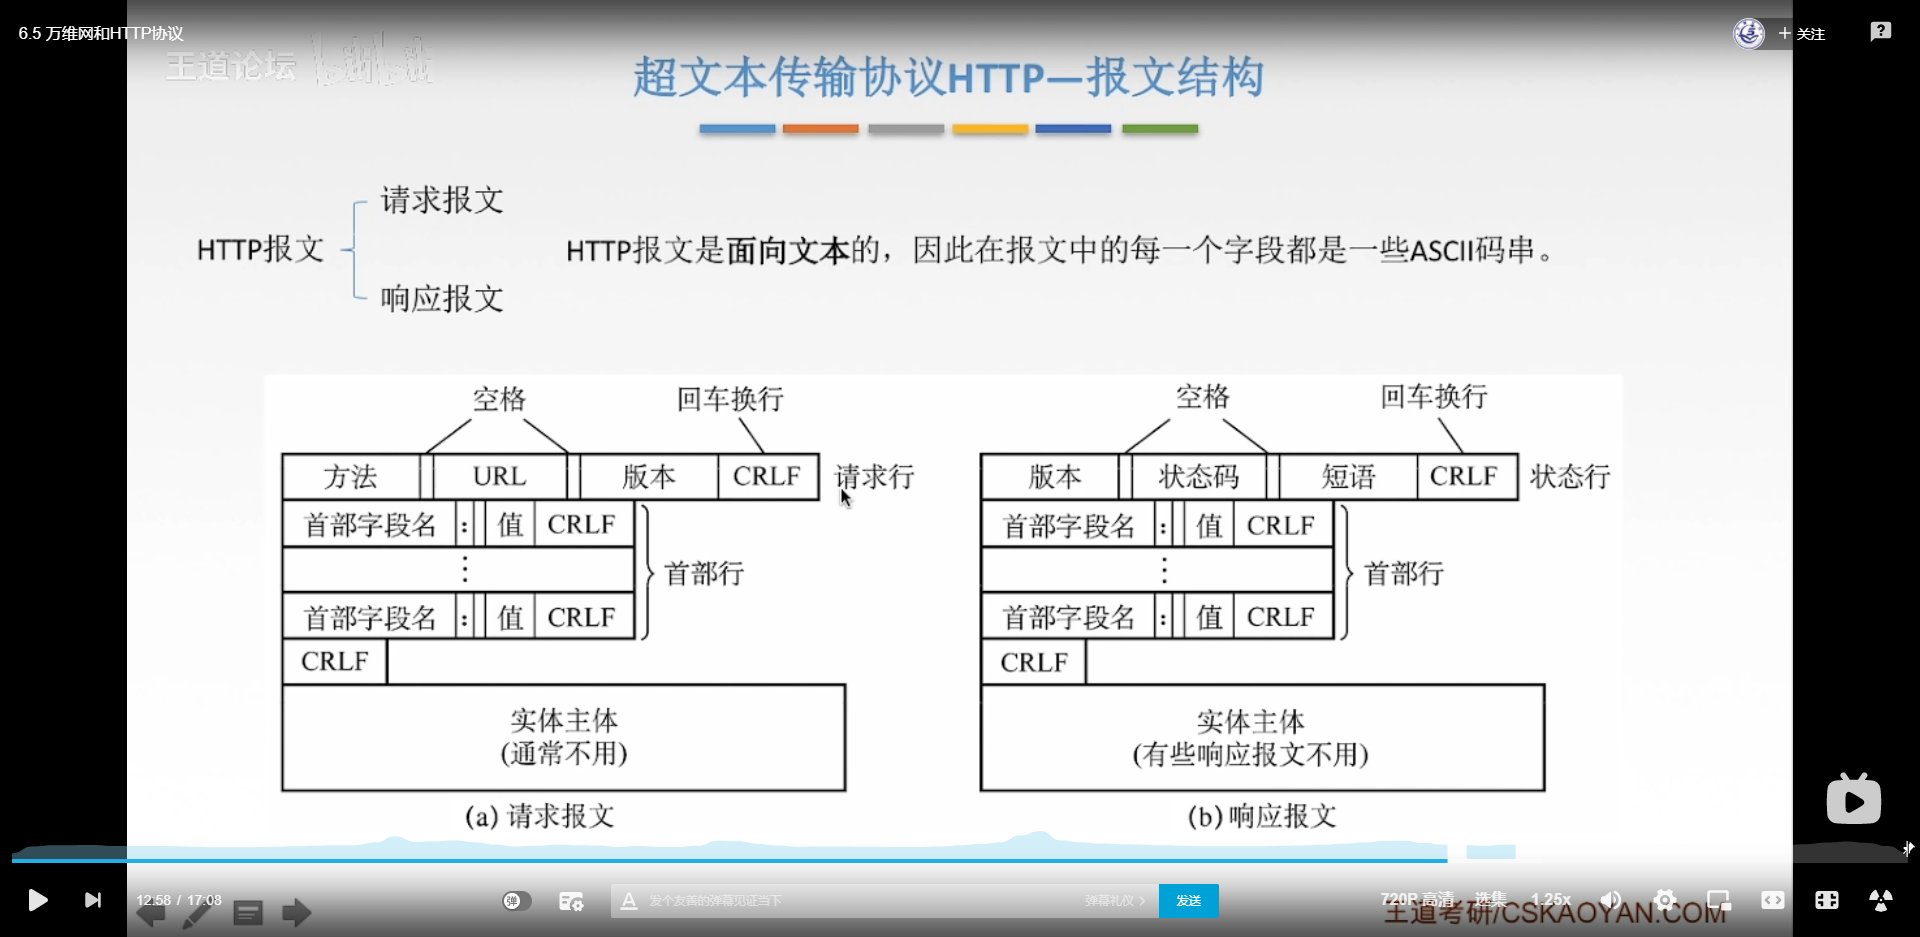 6.5 万维网和HTTP协议
+ 关注
王道论坛 bilibili
超文本传输协议HTTP—报文结构
请求报文
HTTP报文
HTTP报文是面向文本的，因此在报文中的每一个字段都是一些ASCII码串。
响应报文
空格 回车换行
方法 URL 版本 CRLF 请求行
首部字段名 : 值 CRLF
⋮ 首部行
首部字段名 : 值 CRLF
CRLF
实体主体
(通常不用)
(a) 请求报文
空格 回车换行
版本 状态码 短语 CRLF 状态行
首部字段名 : 值 CRLF
⋮ 首部行
首部字段名 : 值 CRLF
CRLF
实体主体
(有些响应报文不用)
(b) 响应报文
12:58 / 17:08
弹
A 发个友善的弹幕见证当下
弹幕礼仪 >
发送
720P 高清 选集 1.25x
王道考研/CSKAOYAN.COM